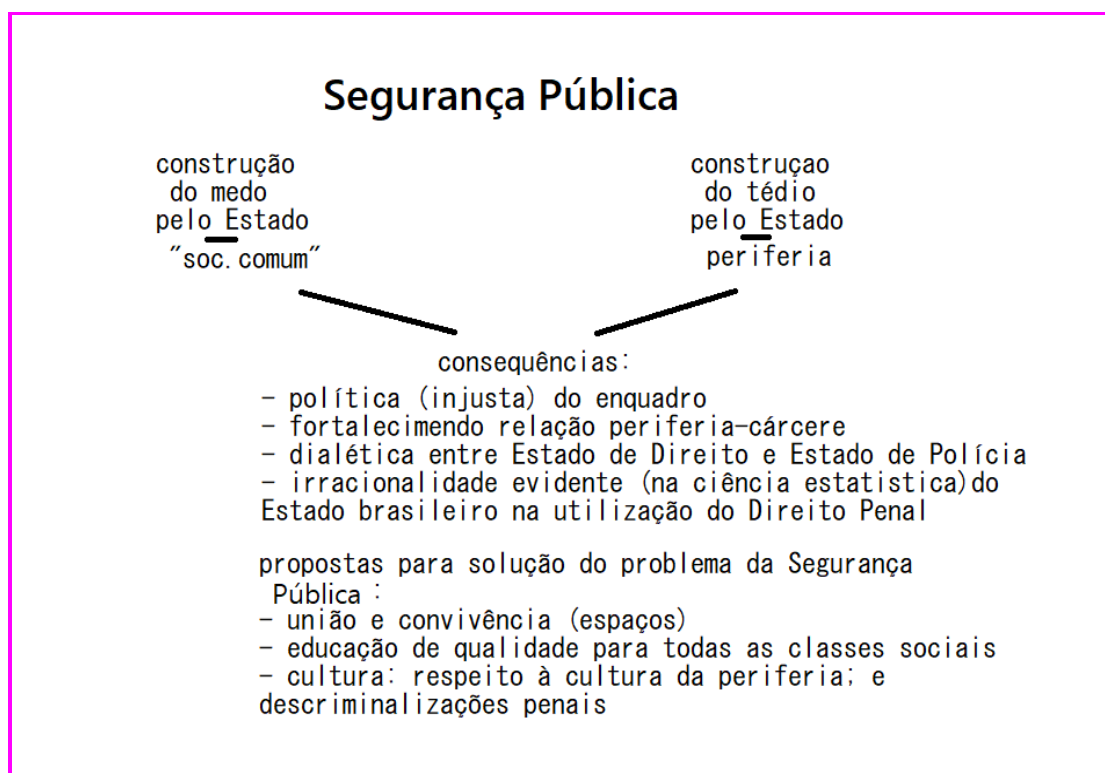 Segurança Pública
construção
do medo
pelo Estado
"soc.comum"
construçao
do tédio
pelo Estado
periferia
consequências:
- política (injusta) do enquadro
- fortalecimendo relação periferia-cárcere
- dialética entre Estado de Direito e Estado de Polícia
- irracionalidade evidente (na ciência estatistica)do
Estado brasileiro na utilização do Direito Penal
propostas para solução do problema da Segurança
Pública :
- união e convivência (espaços)
- educação de qualidade para todas as classes sociais
- cultura: respeito à cultura da periferia; e
descriminalizações penais